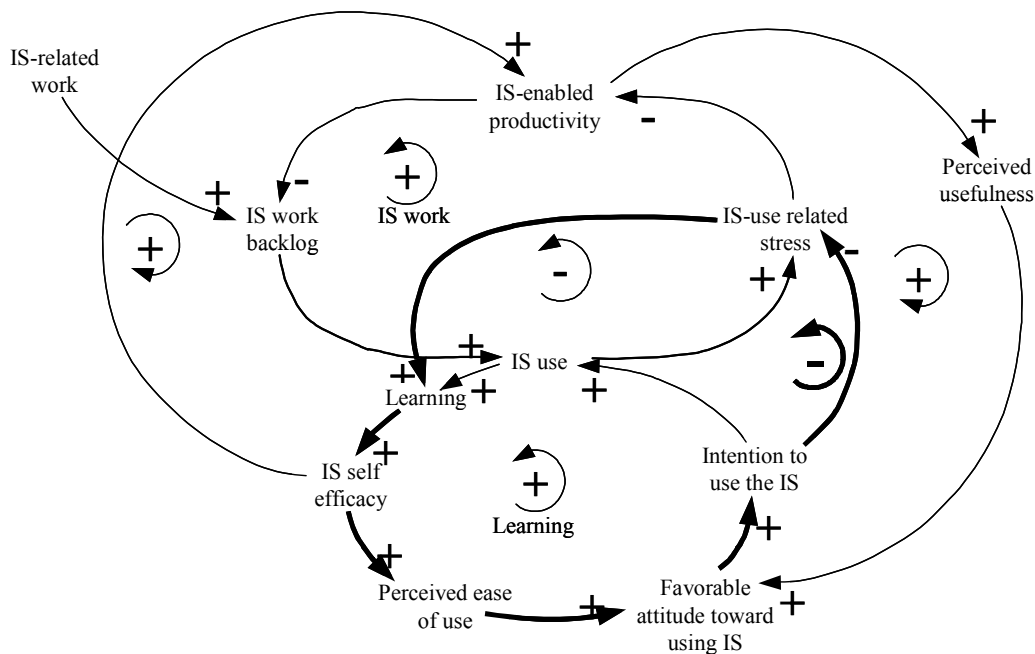 +
IS-related
work
IS-enabled
productivity
-
+
Perceived
usefulness
+
-
+
IS work
IS work
backlog
+
IS-use related
stress
-
+
-
+
+
IS use
-
+
Learning
+
+
+
IS self
efficacy
+
Learning
Intention to
use the IS
+
+
Perceived ease
of use
+
Favorable
attitude toward
using IS
+